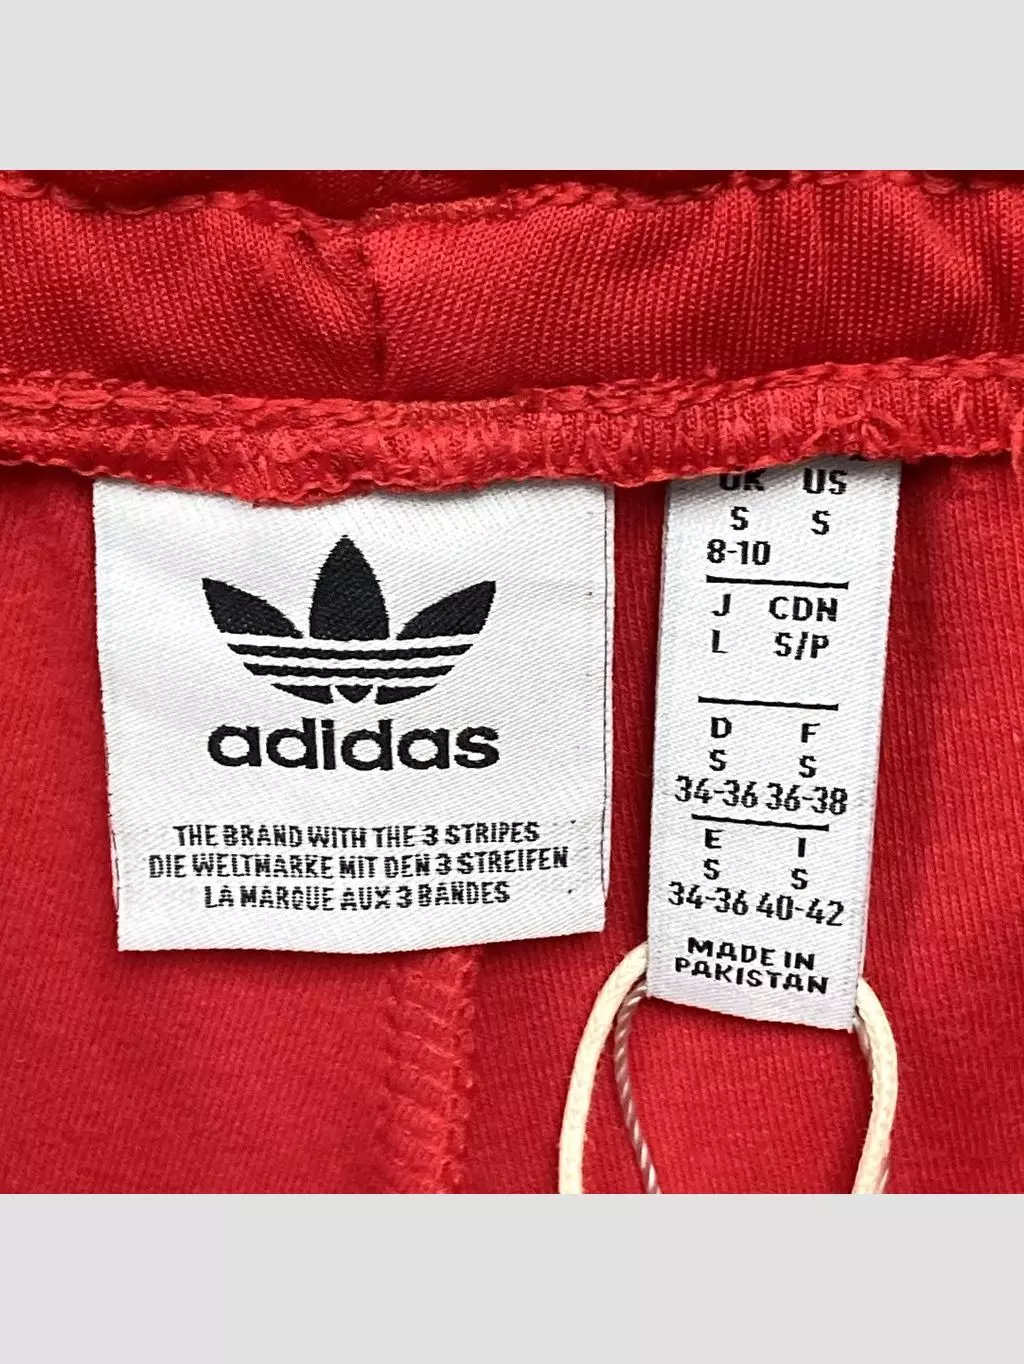 adidas
THE BRAND WITH THE 3 STRIPES
DIE WELTMARKE MIT DEN 3 STREIFEN
LA MARQUE AUX 3 BANDES
UK US
S S
8-10
J CDN
L S/P
D F
S S
34-36 36-38
E I
S S
34-36 40-42
MADE IN
PAKISTAN